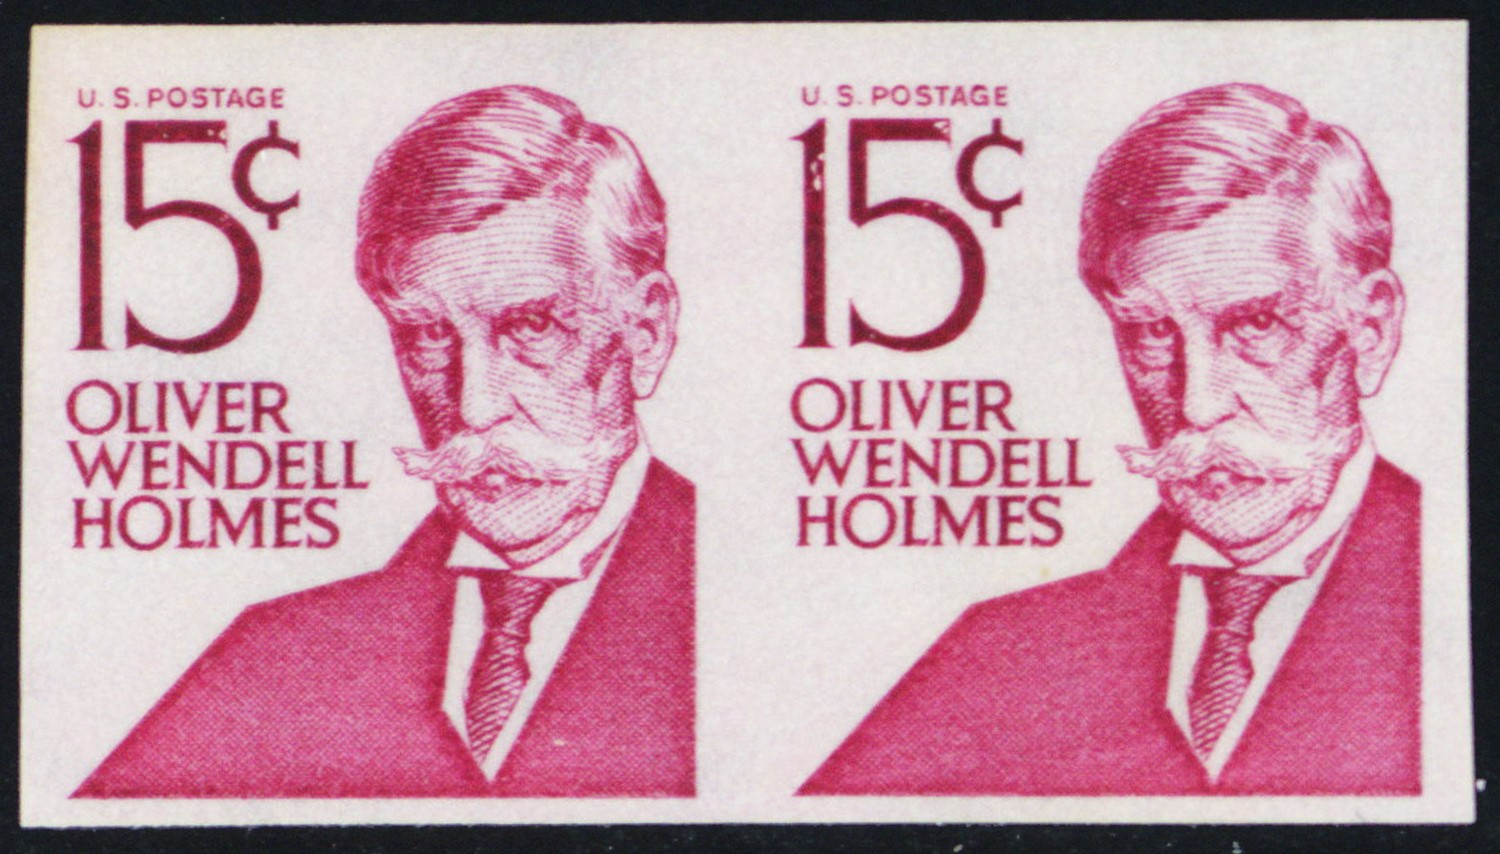 U. S. POSTAGE
15¢
OLIVER
WENDELL
HOLMES
U. S. POSTAGE
15¢
OLIVER
WENDELL
HOLMES